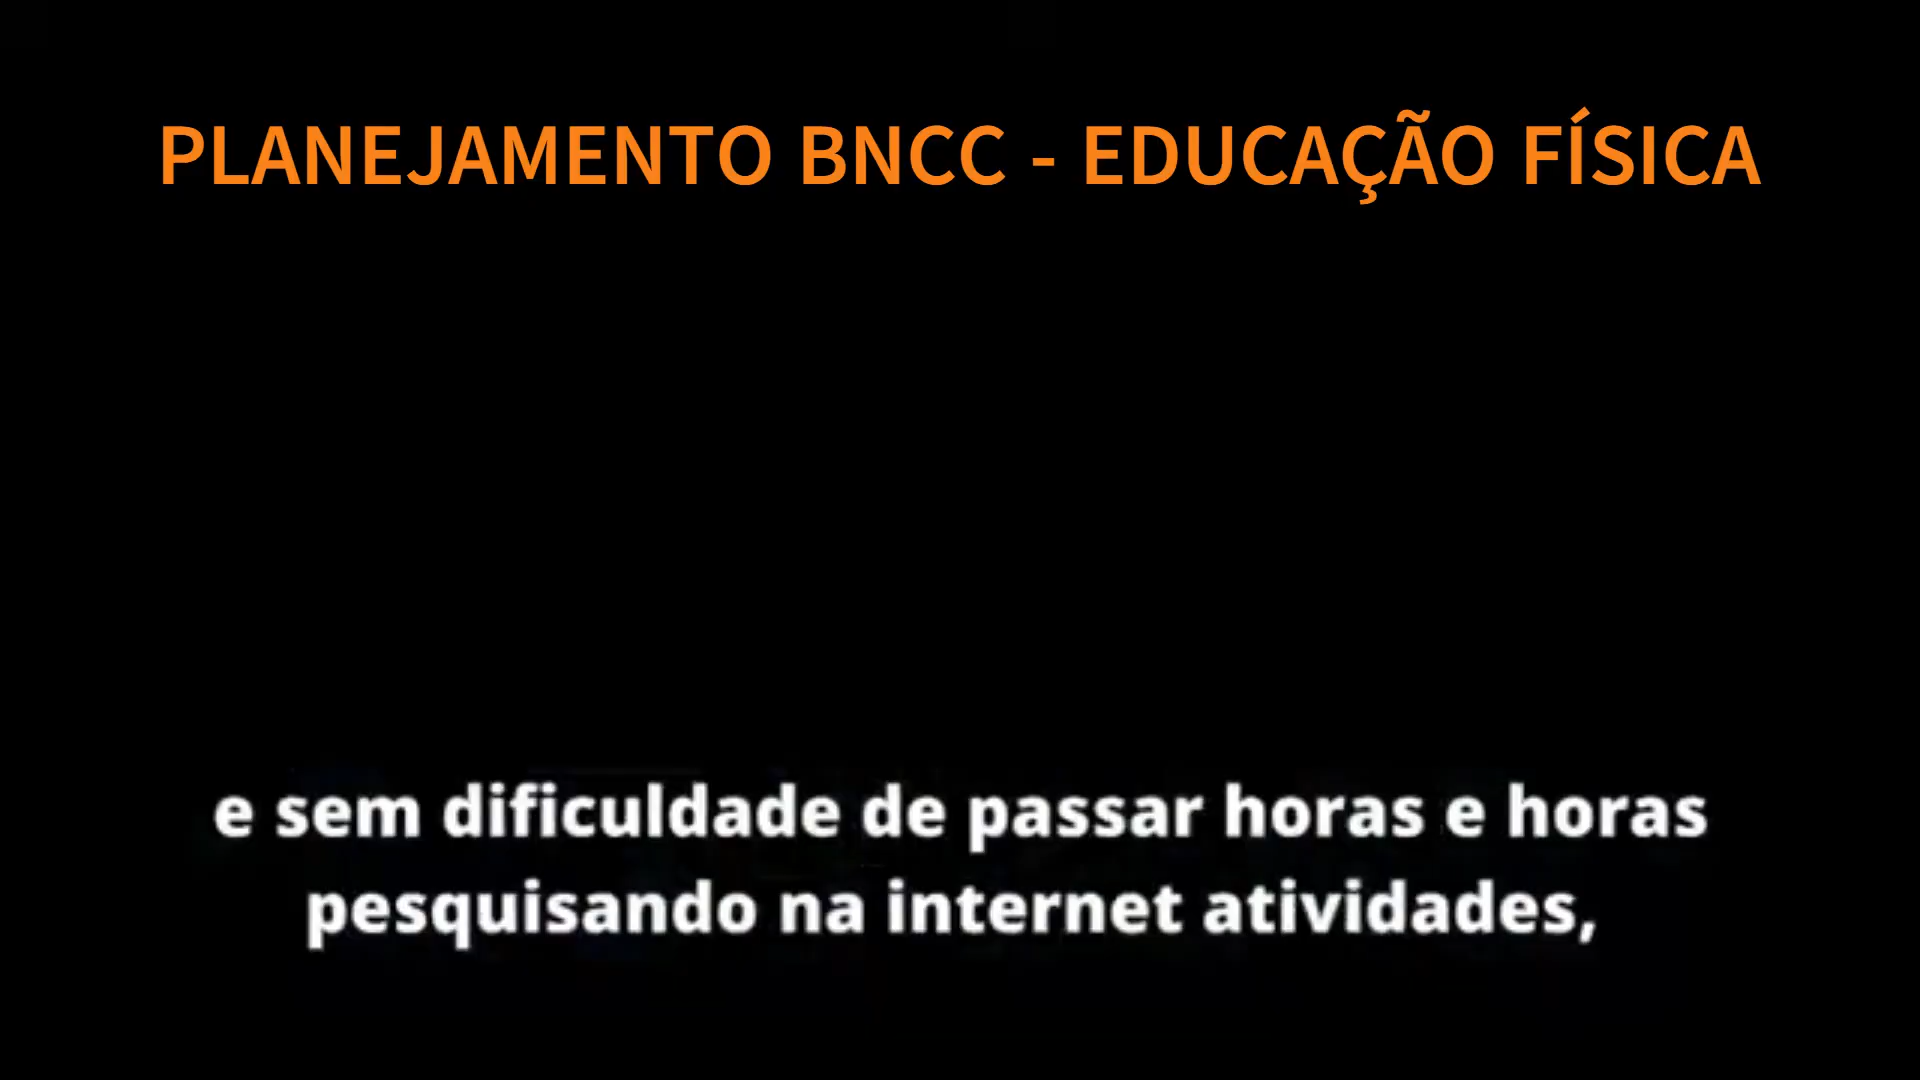 PLANEJAMENTO BNCC - EDUCAÇÃO FÍSICA
e sem dificuldade de passar horas e horas
pesquisando na internet atividades,